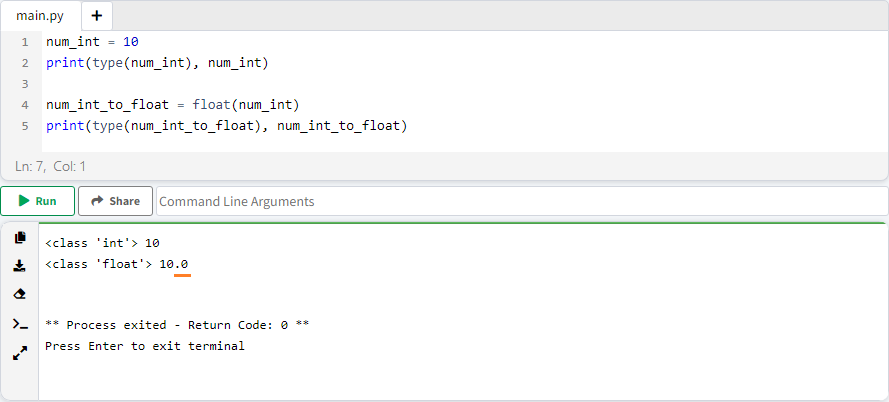 main.py +
1 num_int = 10
2 print(type(num_int), num_int)
3
4 num_int_to_float = float(num_int)
5 print(type(num_int_to_float), num_int_to_float)
Ln: 7, Col: 1
Run Share Command Line Arguments
<class 'int'> 10
<class 'float'> 10.0
** Process exited - Return Code: 0 **
Press Enter to exit terminal